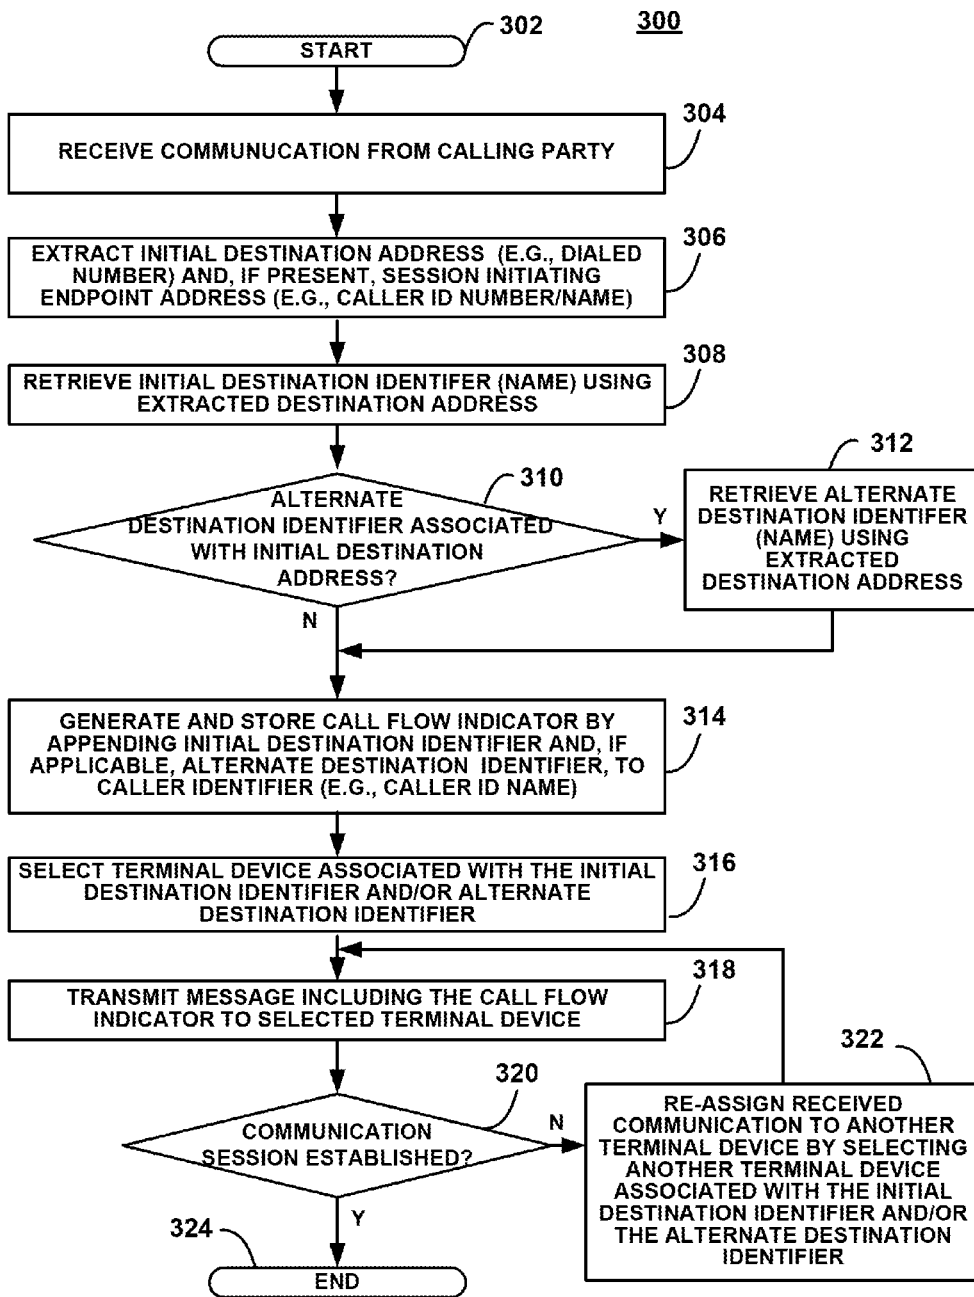 300
302
START
304
RECEIVE COMMUNUCATION FROM CALLING PARTY
306
EXTRACT INITIAL DESTINATION ADDRESS (E.G., DIALED
NUMBER) AND, IF PRESENT, SESSION INITIATING
ENDPOINT ADDRESS (E.G., CALLER ID NUMBER/NAME)
308
RETRIEVE INITIAL DESTINATION IDENTIFER (NAME) USING
EXTRACTED DESTINATION ADDRESS
310
ALTERNATE
DESTINATION IDENTIFIER ASSOCIATED
WITH INITIAL DESTINATION
ADDRESS?
Y
312
RETRIEVE ALTERNATE
DESTINATION IDENTIFER
(NAME) USING
EXTRACTED
DESTINATION ADDRESS
N
314
GENERATE AND STORE CALL FLOW INDICATOR BY
APPENDING INITIAL DESTINATION IDENTIFIER AND, IF
APPLICABLE, ALTERNATE DESTINATION IDENTIFIER, TO
CALLER IDENTIFIER (E.G., CALLER ID NAME)
316
SELECT TERMINAL DEVICE ASSOCIATED WITH THE INITIAL
DESTINATION IDENTIFIER AND/OR ALTERNATE
DESTINATION IDENTIFIER
318
TRANSMIT MESSAGE INCLUDING THE CALL FLOW
INDICATOR TO SELECTED TERMINAL DEVICE
320
COMMUNICATION
SESSION ESTABLISHED?
N
322
RE-ASSIGN RECEIVED
COMMUNICATION TO ANOTHER
TERMINAL DEVICE BY SELECTING
ANOTHER TERMINAL DEVICE
ASSOCIATED WITH THE INITIAL
DESTINATION IDENTIFIER AND/OR
THE ALTERNATE DESTINATION
IDENTIFIER
Y
324
END